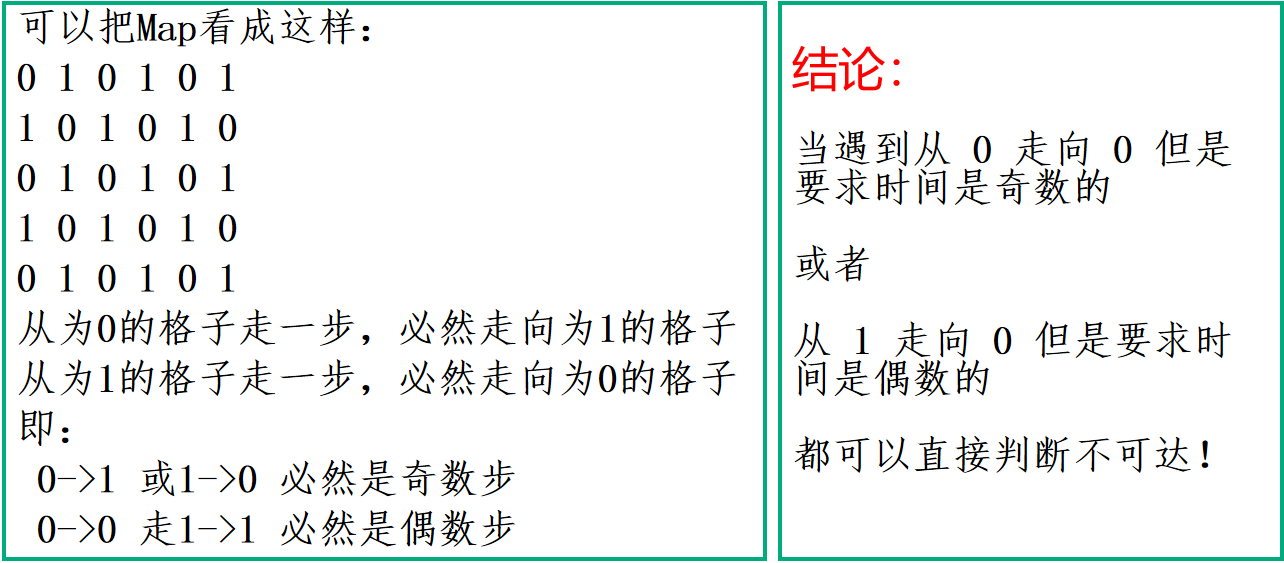 可以把Map看成这样：
0 1 0 1 0 1
1 0 1 0 1 0
0 1 0 1 0 1
1 0 1 0 1 0
0 1 0 1 0 1
从为0的格子走一步，必然走向为1的格子
从为1的格子走一步，必然走向为0的格子
即：
0->1 或1->0 必然是奇数步
0->0 走1->1 必然是偶数步
结论：
当遇到从 0 走向 0 但是
要求时间是奇数的
或者
从 1 走向 0 但是要求时
间是偶数的
都可以直接判断不可达！